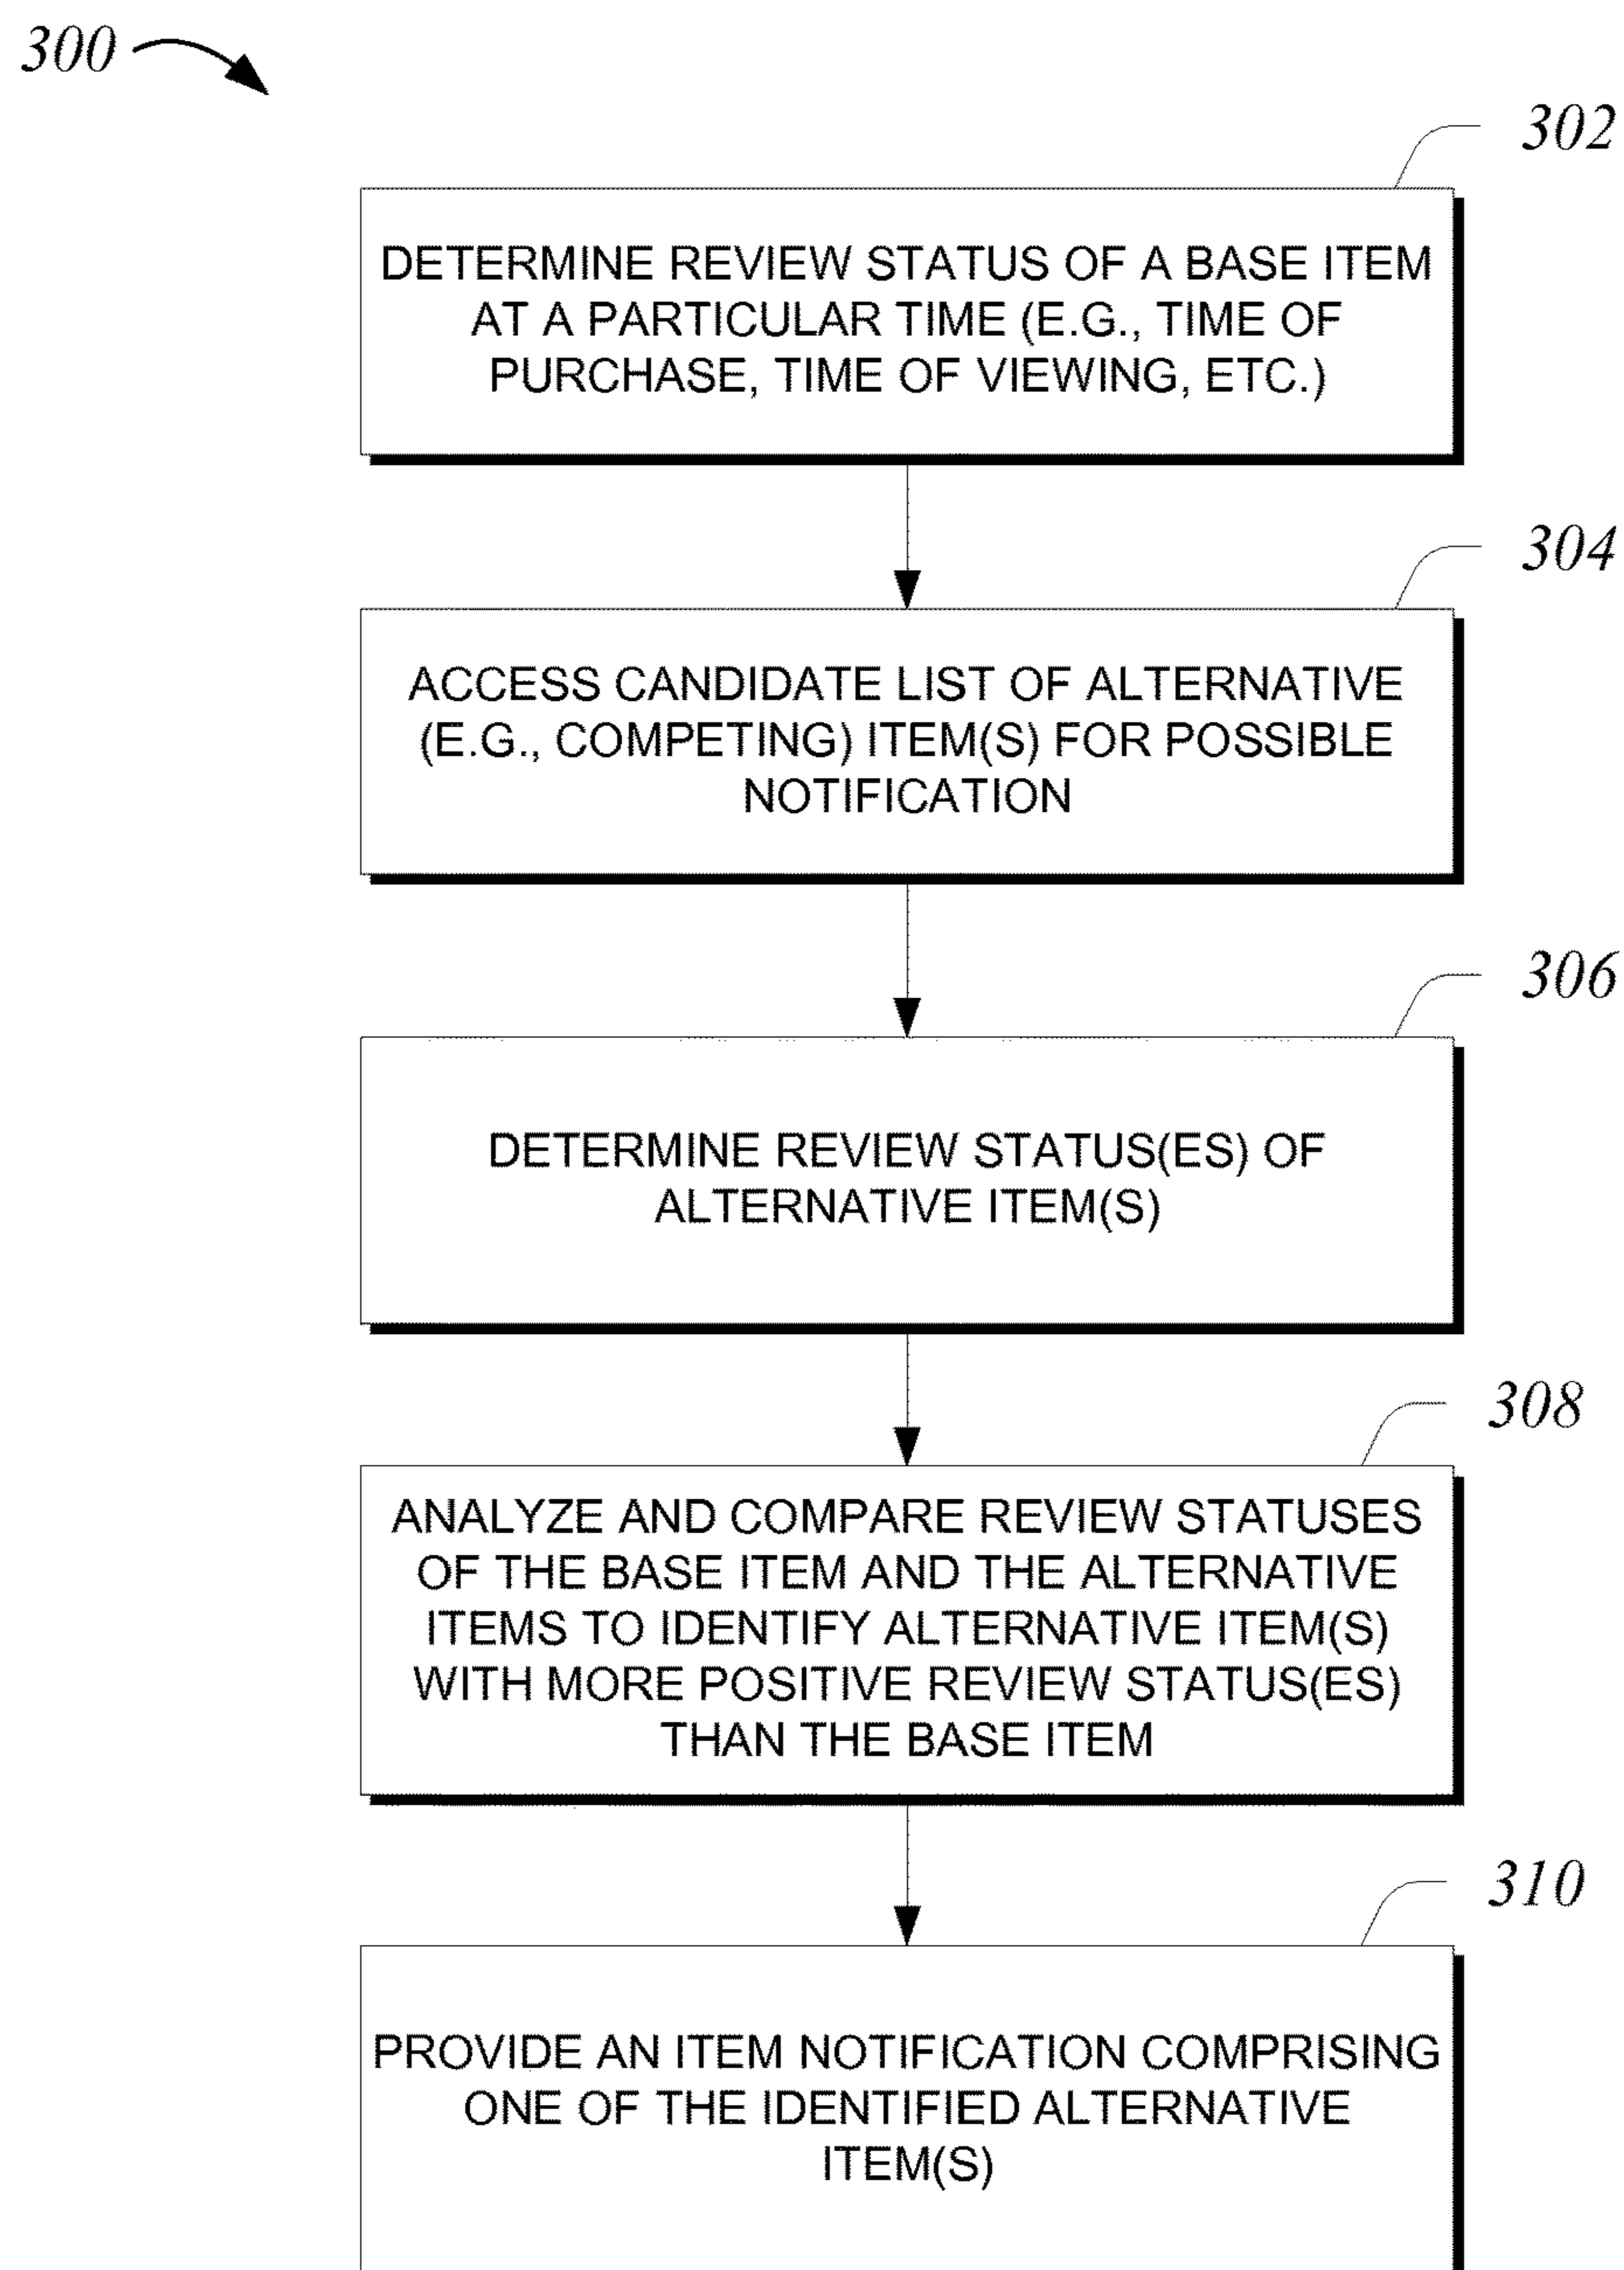 300
302
DETERMINE REVIEW STATUS OF A BASE ITEM
AT A PARTICULAR TIME (E.G., TIME OF
PURCHASE, TIME OF VIEWING, ETC.)
304
ACCESS CANDIDATE LIST OF ALTERNATIVE
(E.G., COMPETING) ITEM(S) FOR POSSIBLE
NOTIFICATION
306
DETERMINE REVIEW STATUS(ES) OF
ALTERNATIVE ITEM(S)
308
ANALYZE AND COMPARE REVIEW STATUSES
OF THE BASE ITEM AND THE ALTERNATIVE
ITEMS TO IDENTIFY ALTERNATIVE ITEM(S)
WITH MORE POSITIVE REVIEW STATUS(ES)
THAN THE BASE ITEM
310
PROVIDE AN ITEM NOTIFICATION COMPRISING
ONE OF THE IDENTIFIED ALTERNATIVE
ITEM(S)